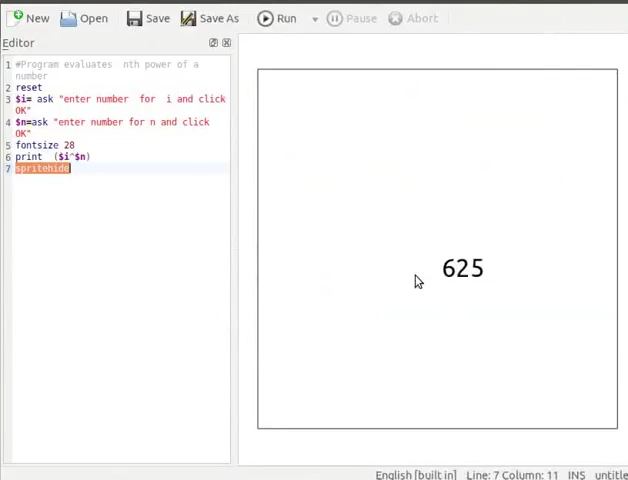 New Open Save Save As Run Pause Abort
Editor
1 #Program evaluates  nth power of a
number
2 reset
3 $i= ask "enter number  for  i and click
OK"
4 $n=ask "enter number for n and click
OK"
5 fontsize 28
6 print  ($i^$n)
7 spritehide
625
English [built in] Line: 7 Column: 11 INS untitle